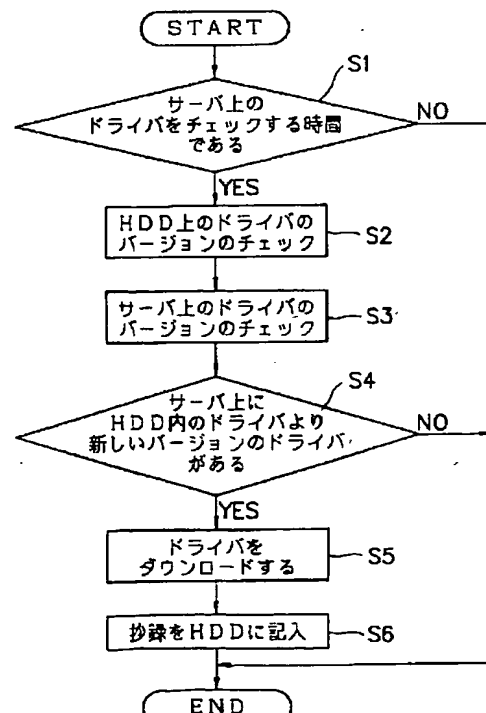 START
S1
サーバ上の
ドライバをチェックする時間
である
NO
YES
HDD上のドライバの
バージョンのチェック
S2
サーバ上のドライバの
バージョンのチェック
S3
S4
サーバ上に
HDD内のドライバより
新しいバージョンのドライバ
がある
NO
YES
ドライバを
ダウンロードする
S5
抄録をHDDに記入
S6
END